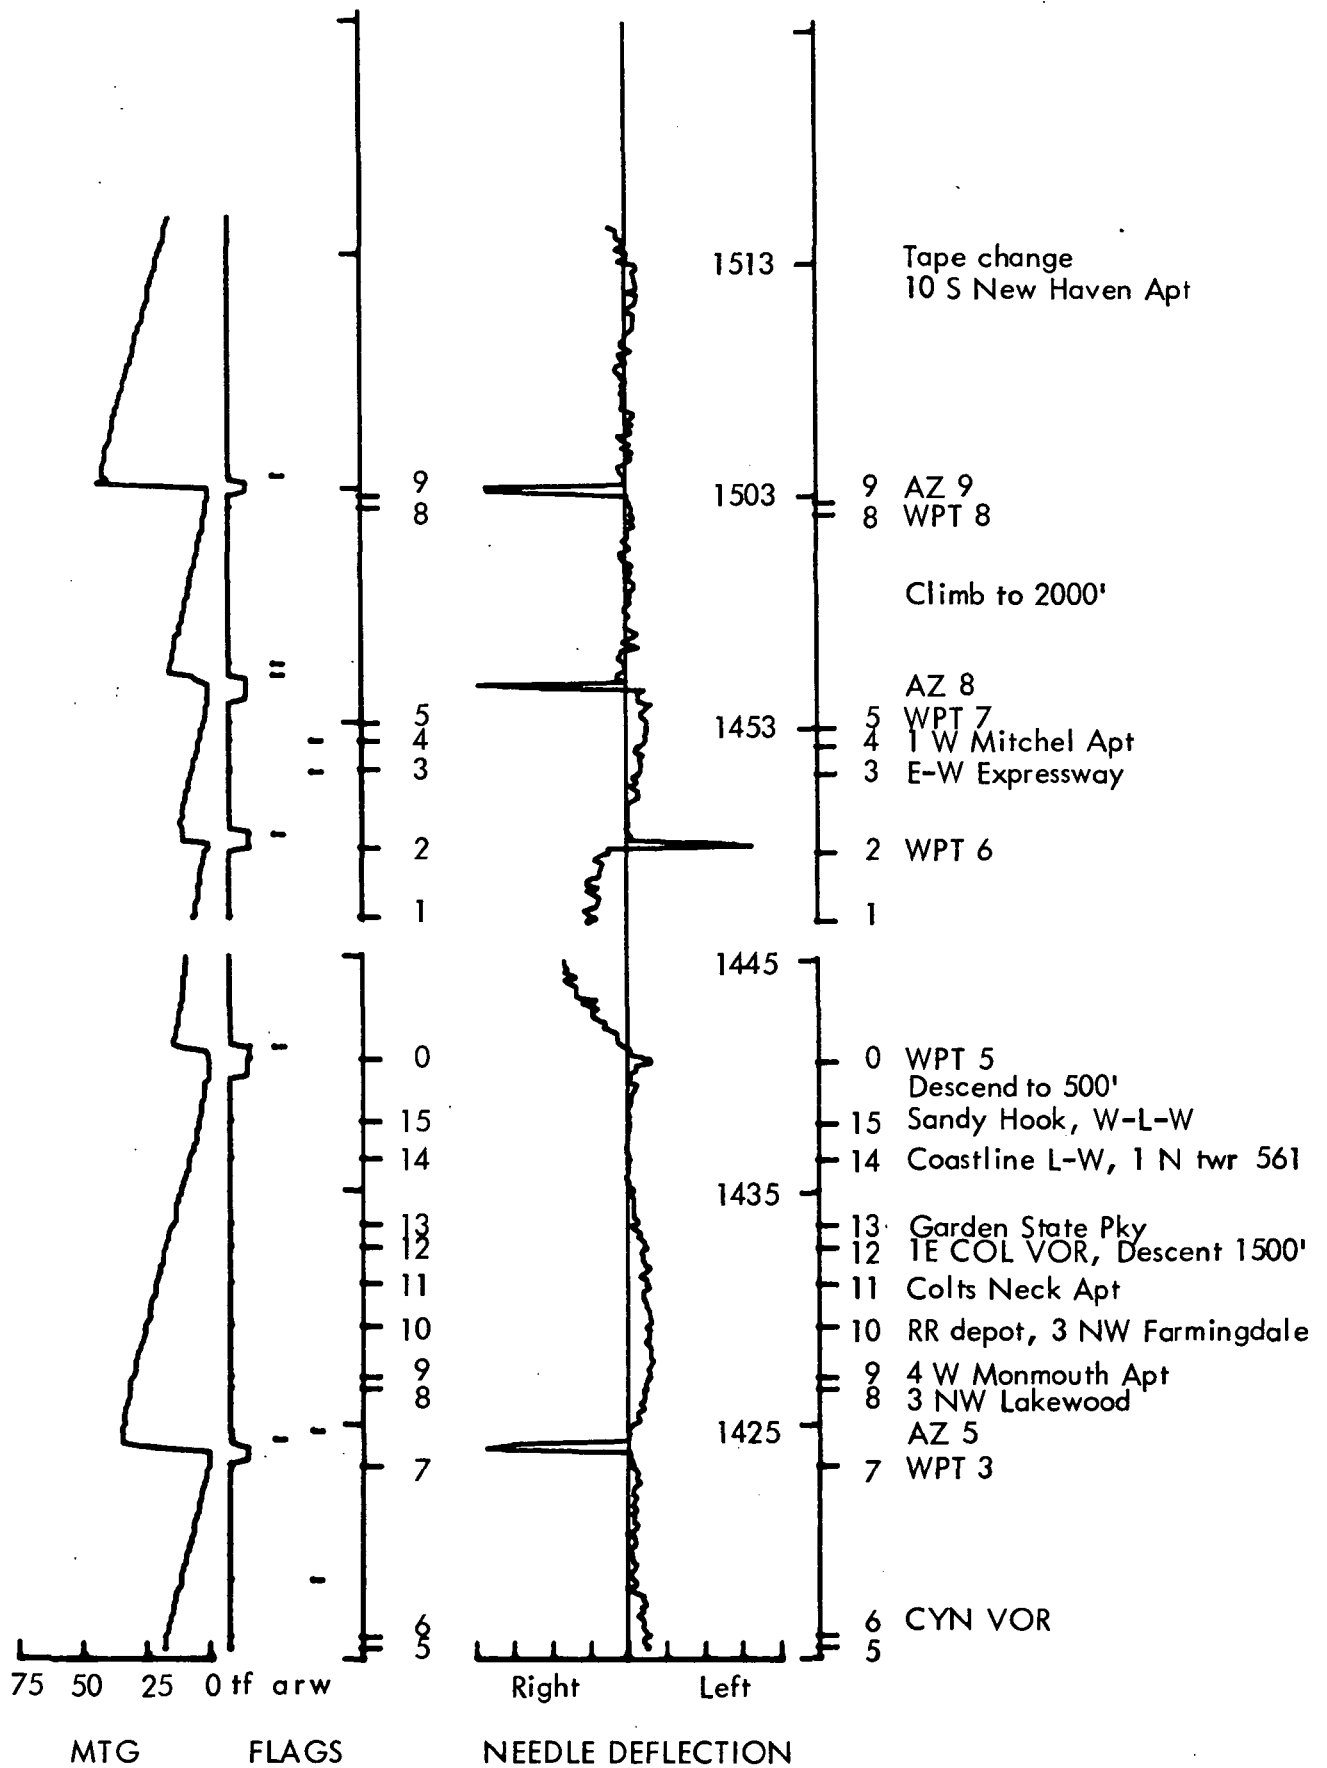 1513 Tape change
10 S New Haven Apt
9 1503 9 AZ 9
8 8 WPT 8
Climb to 2000'
AZ 8
5 1453 5 WPT 7
4 4 1 W Mitchel Apt
3 3 E-W Expressway
2 2 WPT 6
1 1
1445
0 0 WPT 5
Descend to 500'
15 15 Sandy Hook, W-L-W
14 14 Coastline L-W, 1 N twr 561
1435
13 13 Garden State Pky
12 12 1E COL VOR, Descent 1500'
11 11 Colts Neck Apt
10 10 RR depot, 3 NW Farmingdale
9 9 4 W Monmouth Apt
8 8 3 NW Lakewood
1425 AZ 5
7 7 WPT 3
6 6 CYN VOR
5 5
75 50 25 0 tf arw Right Left
MTG FLAGS NEEDLE DEFLECTION